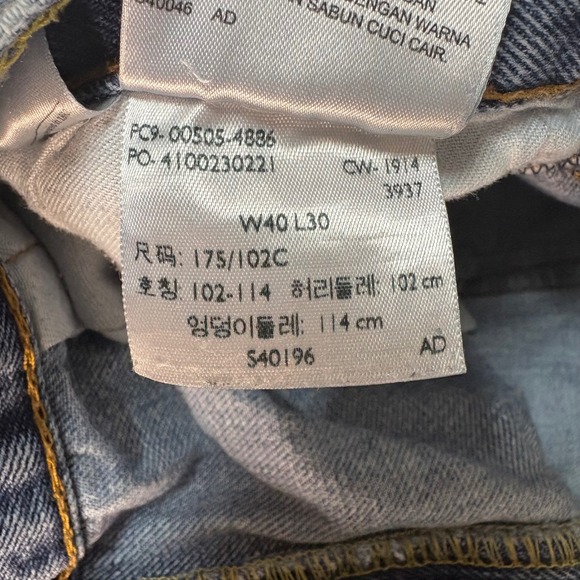 DENGAN WARNA
SABUN CUCI CAIR.
S40046 AD
PC9- 00505-4886
PO- 4100230221
CW- 1914
3937
W40 L30
尺码: 175/102C
호칭 102-114 허리둘레: 102 cm
엉덩이둘레: 114 cm
S40196
AD